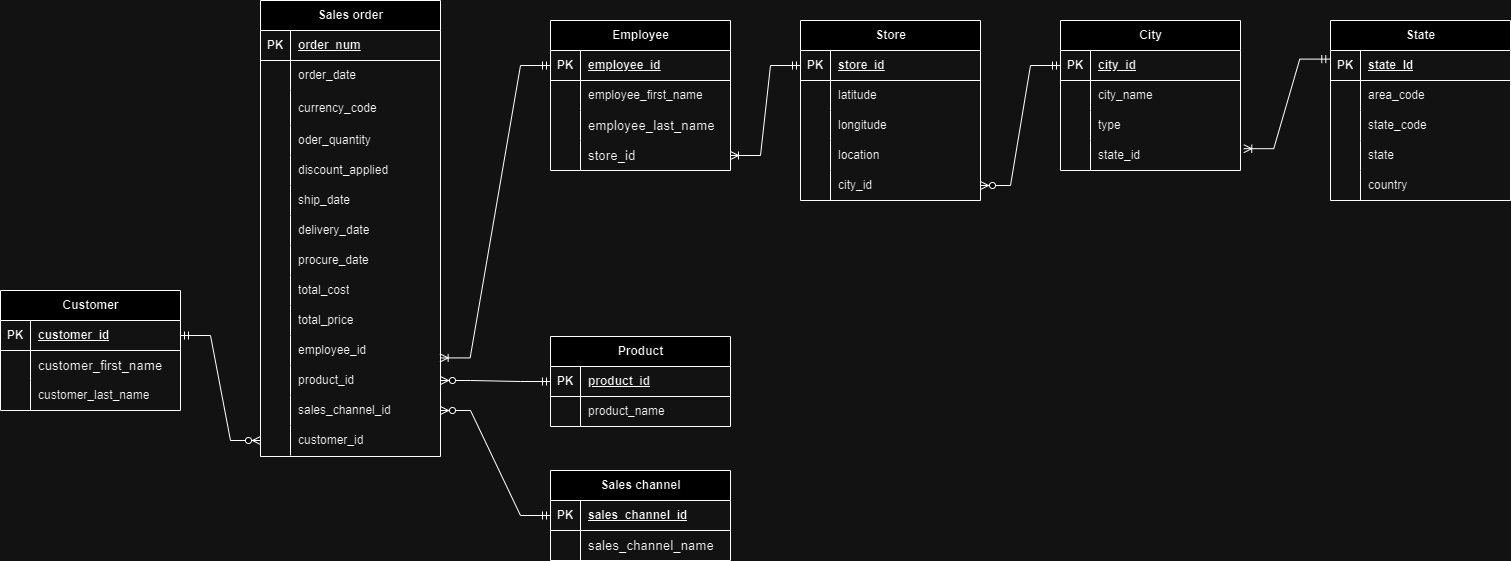 Sales order
PK order_num
order_date
currency_code
oder_quantity
discount_applied
ship_date
delivery_date
procure_date
total_cost
total_price
employee_id
product_id
sales_channel_id
customer_id
Employee
PK employee_id
employee_first_name
employee_last_name
store_id
Store
PK store_id
latitude
longitude
location
city_id
City
PK city_id
city_name
type
state_id
State
PK state_Id
area_code
state_code
state
country
Customer
PK customer_id
customer_first_name
customer_last_name
Product
PK product_id
product_name
Sales channel
PK sales_channel_id
sales_channel_name